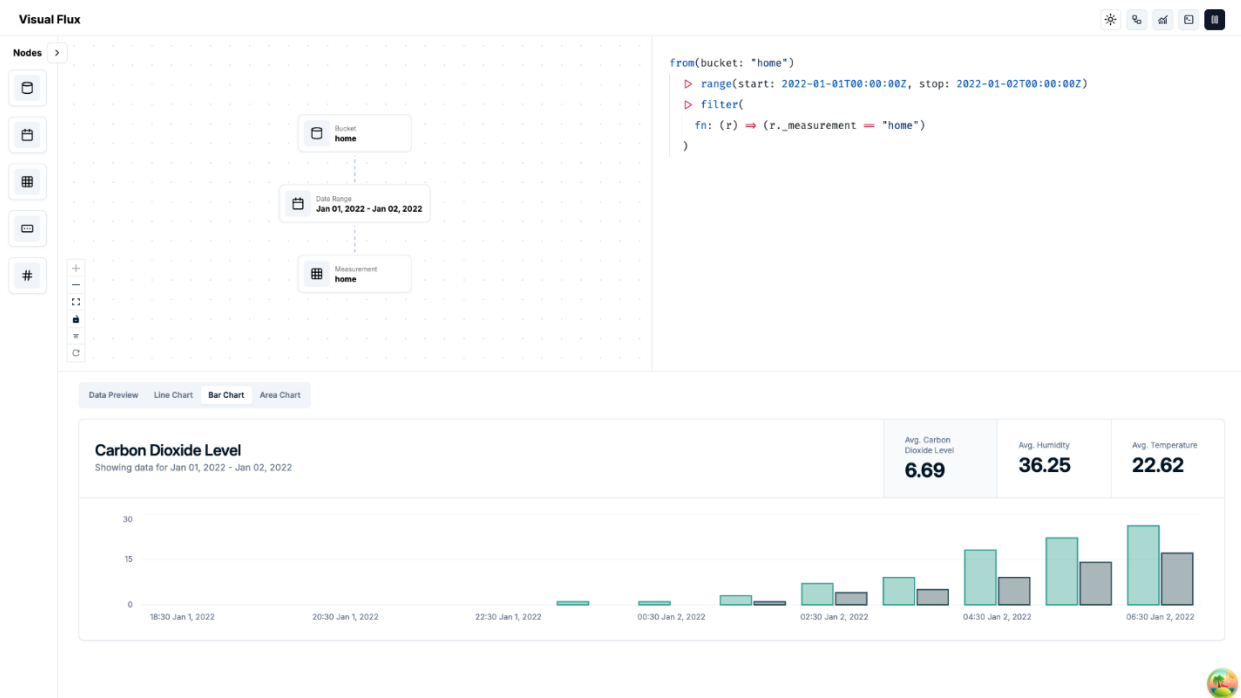 Visual Flux
Nodes
Bucket
home
Date Range
Jan 01, 2022 - Jan 02, 2022
Measurement
home
from(bucket: "home")
▷ range(start: 2022-01-01T00:00:00Z, stop: 2022-01-02T00:00:00Z)
▷ filter(
fn: (r) => (r._measurement == "home")
)
Data Preview Line Chart Bar Chart Area Chart
Carbon Dioxide Level
Showing data for Jan 01, 2022 - Jan 02, 2022
Avg. Carbon
Dioxide Level
6.69
Avg. Humidity
36.25
Avg. Temperature
22.62
30
15
0
18:30 Jan 1, 2022 20:30 Jan 1, 2022 22:30 Jan 1, 2022 00:30 Jan 2, 2022 02:30 Jan 2, 2022 04:30 Jan 2, 2022 06:30 Jan 2, 2022